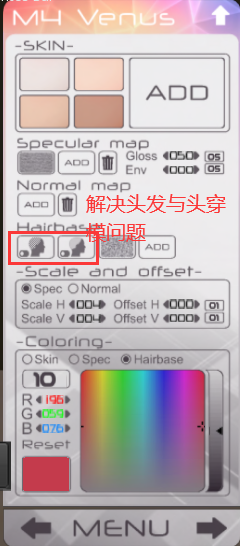 M4 Venus
-SKIN-
ADD
Specular map
ADD
Gloss 050 05
Env 000 05
Normal map
ADD
解决头发与头穿
模问题
Hairbase
ADD
-Scale and offset-
Spec Normal
Scale H 004 Offset H 000 01
Scale V 004 Offset V 000 01
-Coloring-
Skin Spec Hairbase
10
R 196
G 059
B 076
Reset
MENU